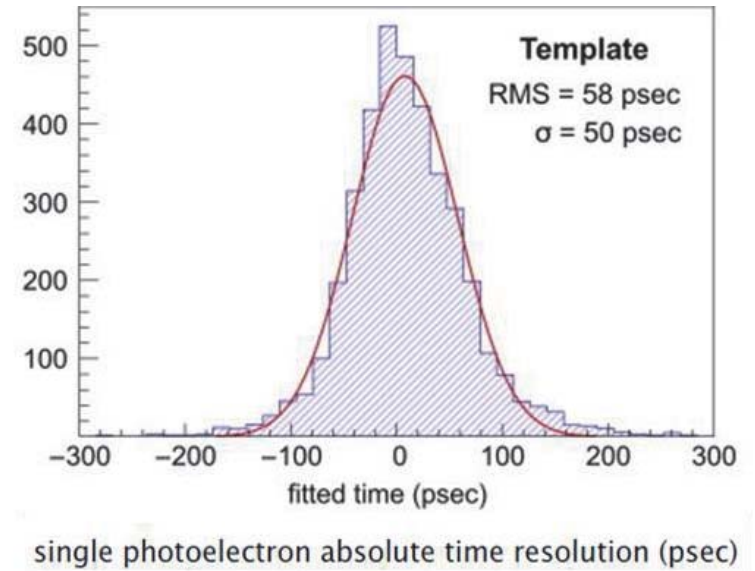 500
400
300
200
100
Template
RMS = 58 psec
σ = 50 psec
−300 −200 −100 0 100 200 300
fitted time (psec)
single photoelectron absolute time resolution (psec)